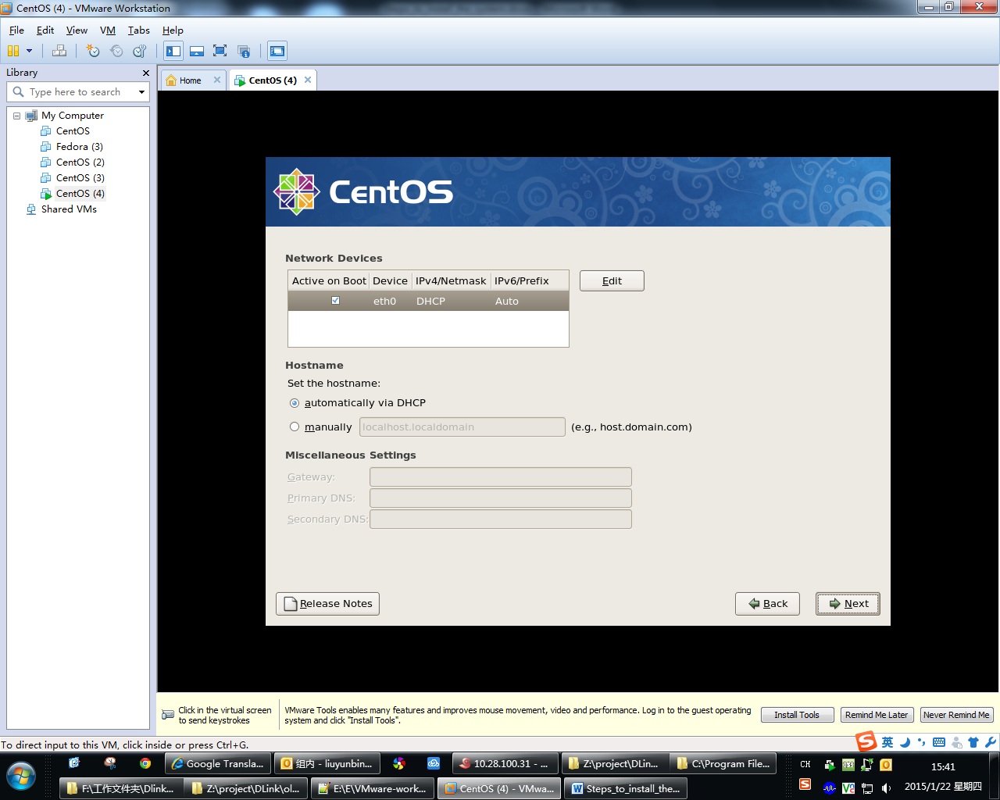 CentOS (4) - VMware Workstation
File Edit View VM Tabs Help
Library
Home
CentOS (4)
Type here to search
My Computer
CentOS
Fedora (3)
CentOS (2)
CentOS (3)
CentOS (4)
Shared VMs
CentOS
Network Devices
Active on Boot Device IPv4/Netmask IPv6/Prefix
eth0 DHCP Auto
Edit
Hostname
Set the hostname:
automatically via DHCP
manually localhost.localdomain (e.g., host.domain.com)
Miscellaneous Settings
Gateway:
Primary DNS:
Secondary DNS:
Release Notes
Back
Next
Click in the virtual screen
to send keystrokes
VMware Tools enables many features and improves mouse movement, video and performance. Log in to the guest operating
system and click "Install Tools".
Install Tools
Remind Me Later
Never Remind Me
To direct input to this VM, click inside or press Ctrl+G.
英
Google Transla...
组内 - liuyunbin...
10.28.100.31 - ...
Z:\project\DLin...
C:\Program File...
CH
15:41
F:\工作文件夹\Dlink...
Z:\project\DLink\ol...
E:\E\VMware-work...
CentOS (4) - VMwa...
Steps_to_install_the...
2015/1/22 星期四